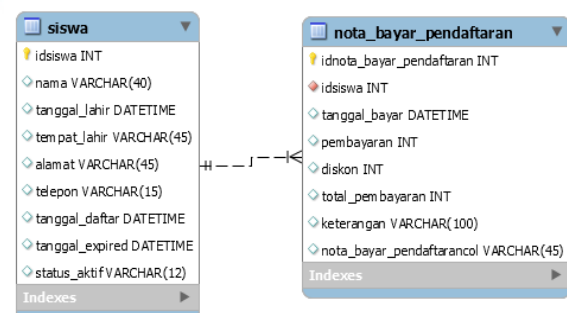 siswa
idsiswa INT
nama VARCHAR(40)
tanggal_lahir DATETIME
tempat_lahir VARCHAR(45)
alamat VARCHAR(45)
telepon VARCHAR(15)
tanggal_daftar DATETIME
tanggal_expired DATETIME
status_aktif VARCHAR(12)
Indexes
nota_bayar_pendaftaran
idnota_bayar_pendaftaran INT
idsiswa INT
tanggal_bayar DATETIME
pembayaran INT
diskon INT
total_pembayaran INT
keterangan VARCHAR(100)
nota_bayar_pendaftarancol VARCHAR(45)
Indexes